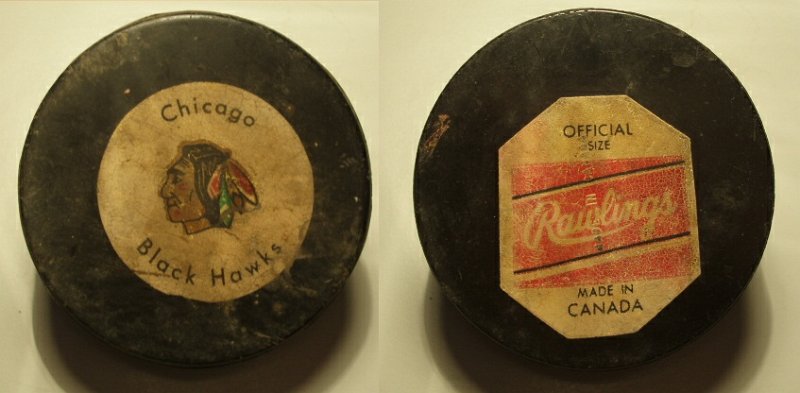 Chicago
Black Hawks
OFFICIAL
SIZE
Rawlings
MADE IN
CANADA